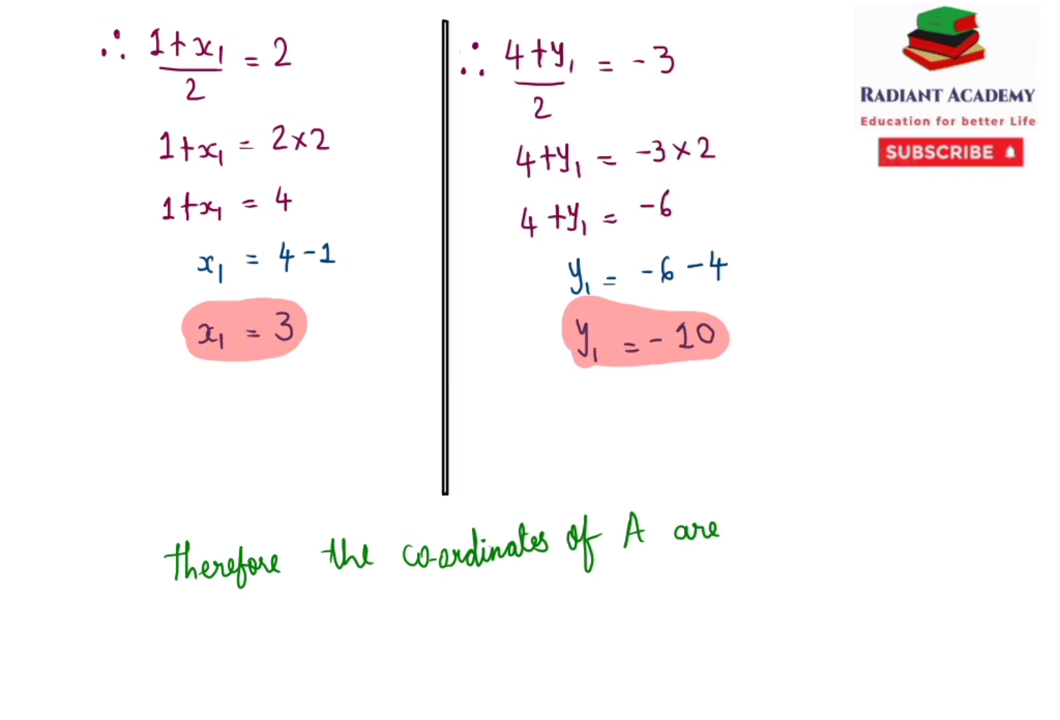 ∴ 1+x₁/2 = 2
1+x₁ = 2×2
1+x₁ = 4
x₁ = 4-1
x₁ = 3
∴ 4+y₁/2 = -3
4+y₁ = -3×2
4+y₁ = -6
y₁ = -6-4
y₁ = -10
therefore the co-ordinates of A are
RADIANT ACADEMY
Education for better Life
SUBSCRIBE